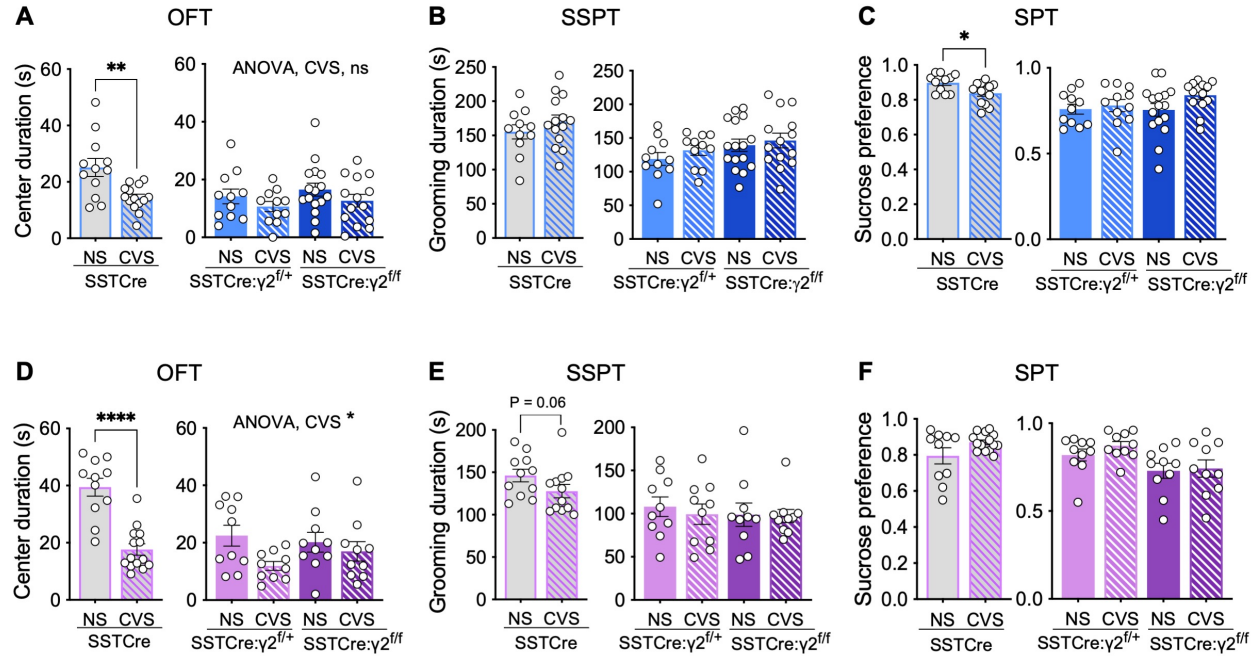 A OFT
Center duration (s)
60
40
20
0
**
NS CVS
SSTCre
60
40
20
0
ANOVA, CVS, ns
NS CVS NS CVS
SSTCre:γ2f/+ SSTCre:γ2f/f
B SSPT
Grooming duration (s)
250
200
150
100
50
0
NS CVS
SSTCre
250
200
150
100
50
0
NS CVS NS CVS
SSTCre:γ2f/+ SSTCre:γ2f/f
C SPT
Sucrose preference
1.0
0.8
0.6
0.4
0.2
0.0
*
NS CVS
SSTCre
1.0
0.5
0.0
NS CVS NS CVS
SSTCre:γ2f/+ SSTCre:γ2f/f
D OFT
Center duration (s)
60
40
20
0
****
NS CVS
SSTCre
60
40
20
0
ANOVA, CVS *
NS CVS NS CVS
SSTCre:γ2f/+ SSTCre:γ2f/f
E SSPT
Grooming duration (s)
200
150
100
50
0
P = 0.06
NS CVS
SSTCre
200
150
100
50
0
NS CVS NS CVS
SSTCre:γ2f/+ SSTCre:γ2f/f
F SPT
Sucrose preference
1.0
0.8
0.6
0.4
0.2
0.0
NS CVS
SSTCre
1.0
0.5
0.0
NS CVS NS CVS
SSTCre:γ2f/+ SSTCre:γ2f/f